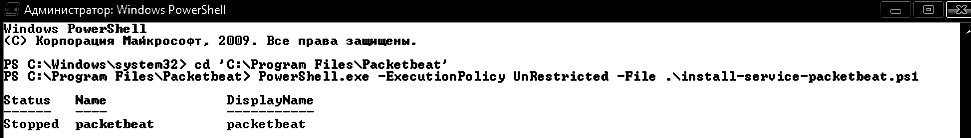 Администратор: Windows PowerShell
Windows PowerShell
(C) Корпорация Майкрософт, 2009. Все права защищены.
PS C:\Windows\system32> cd 'C:\Program Files\Packetbeat'
PS C:\Program Files\Packetbeat> PowerShell.exe -ExecutionPolicy UnRestricted -File .\install-service-packetbeat.ps1
Status Name DisplayName
------ ---- -----------
Stopped packetbeat packetbeat